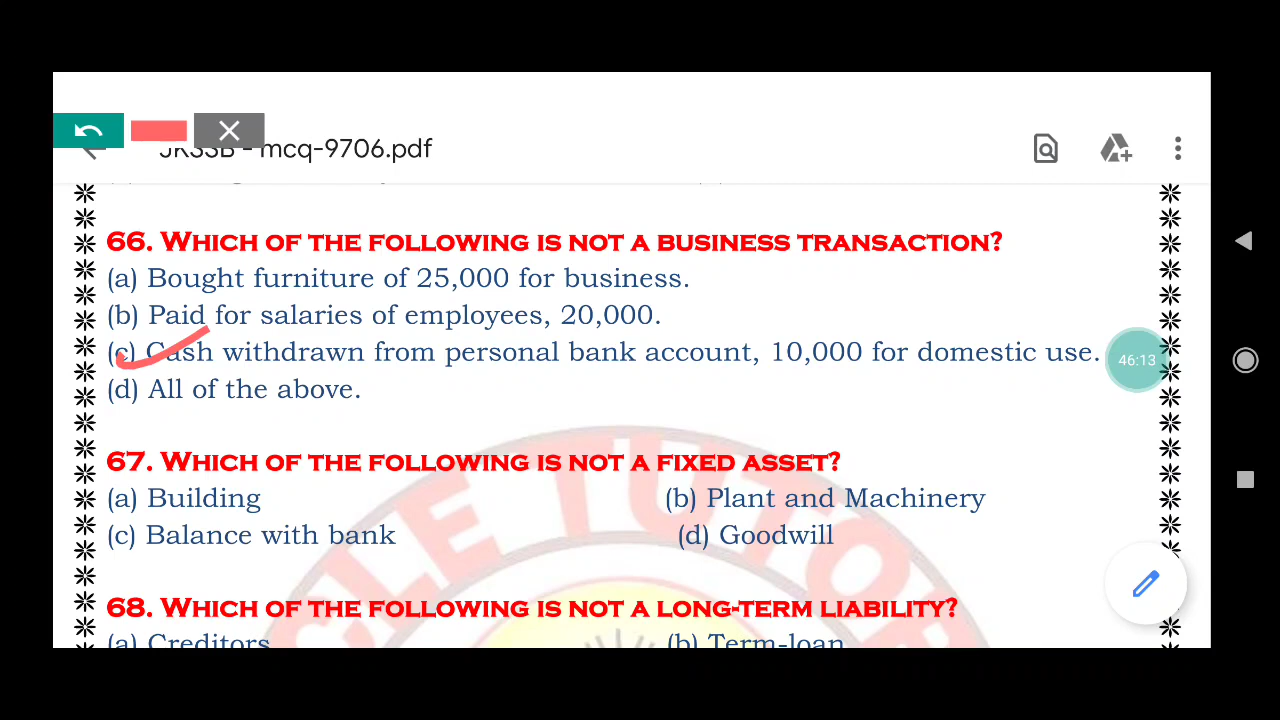 JKSSB - mcq-9706.pdf
66. WHICH OF THE FOLLOWING IS NOT A BUSINESS TRANSACTION?
(a) Bought furniture of 25,000 for business.
(b) Paid for salaries of employees, 20,000.
(c) Cash withdrawn from personal bank account, 10,000 for domestic use.
46:13
(d) All of the above.
67. WHICH OF THE FOLLOWING IS NOT A FIXED ASSET?
(a) Building (b) Plant and Machinery
(c) Balance with bank (d) Goodwill
68. WHICH OF THE FOLLOWING IS NOT A LONG-TERM LIABILITY?
(a) Creditors (b) Term-loan